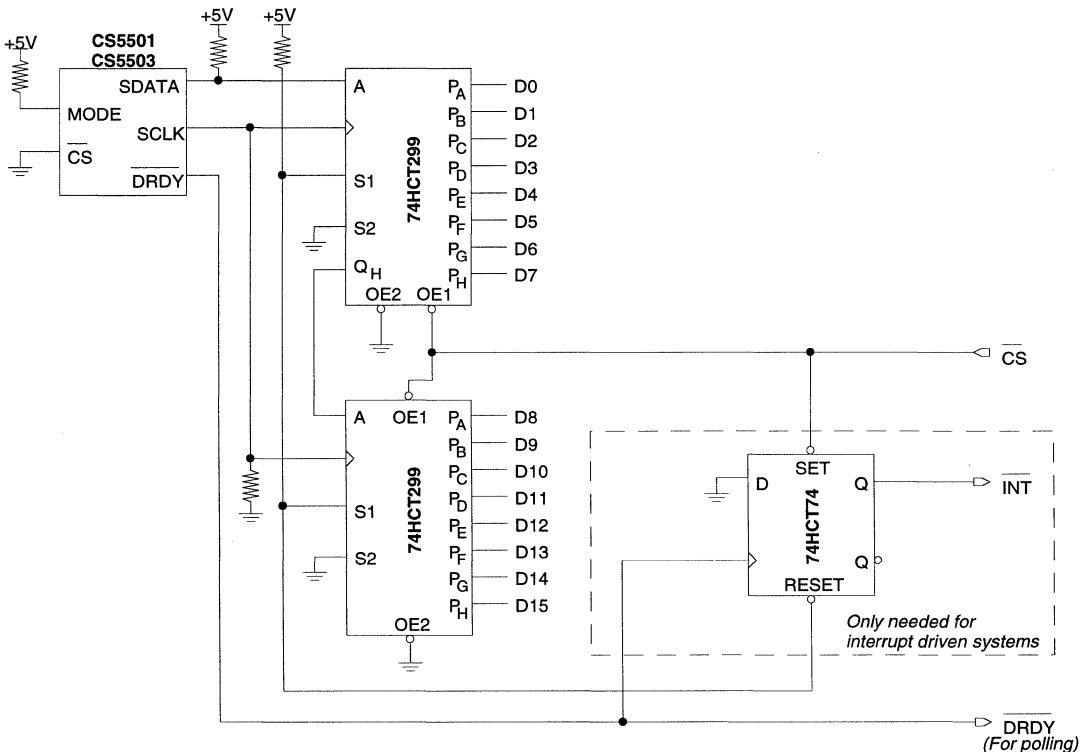 +5V
+5V
+5V
CS5501
CS5503
SDATA
MODE
SCLK
CS
DRDY
A
S1
S2
QH
OE2
OE1
74HCT299
PA
D0
PB
D1
PC
D2
PD
D3
PE
D4
PF
D5
PG
D6
PH
D7
CS
A
OE1
S1
S2
OE2
74HCT299
PA
D8
PB
D9
PC
D10
PD
D11
PE
D12
PF
D13
PG
D14
PH
D15
SET
D
Q
INT
74HCT74
Q
RESET
Only needed for
interrupt driven systems
DRDY
(For polling)